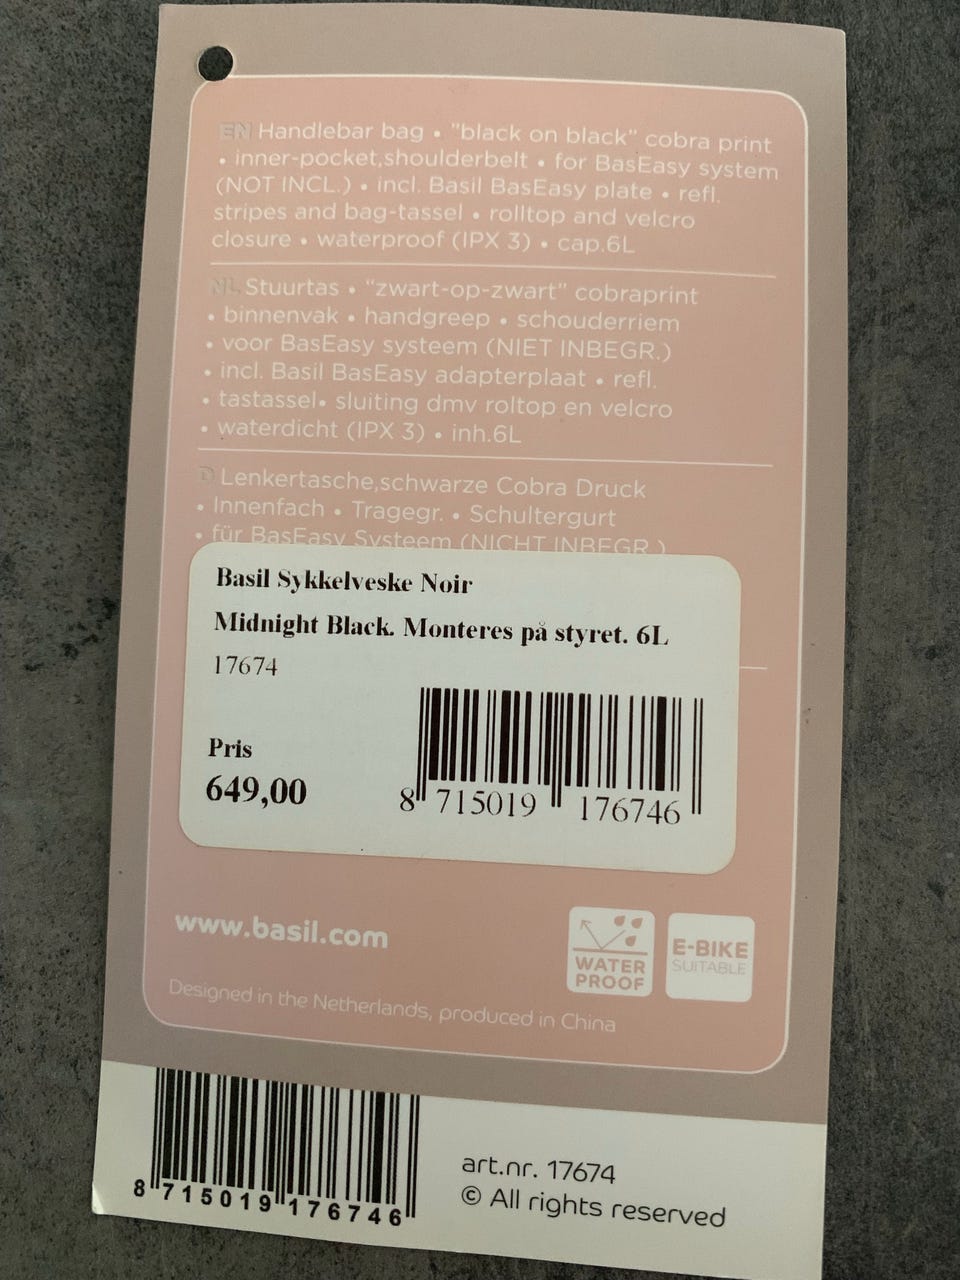 EN Handlebar bag • "black on black" cobra print
• inner-pocket,shoulderbelt • for BasEasy system
(NOT INCL.) • incl. Basil BasEasy plate • refl.
stripes and bag-tassel • rolltop and velcro
closure • waterproof (IPX 3) • cap.6L
NL Stuurtas • "zwart-op-zwart" cobraprint
• binnenvak • handgreep • schouderriem
• voor BasEasy systeem (NIET INBEGR.)
• incl. Basil BasEasy adapterplaat • refl.
• tastassel• sluiting dmv roltop en velcro
• waterdicht (IPX 3) • inh.6L
D Lenkertasche,schwarze Cobra Druck
• Innenfach • Tragegr. • Schultergurt
• für BasEasy Systeem (NICHT INBEGR.)
Basil Sykkelveske Noir
Midnight Black. Monteres på styret. 6L
17674
Pris
649,00
8 715019 176746
www.basil.com
WATER
PROOF
E-BIKE
SUITABLE
Designed in the Netherlands, produced in China
8 715019 176746
art.nr. 17674
© All rights reserved